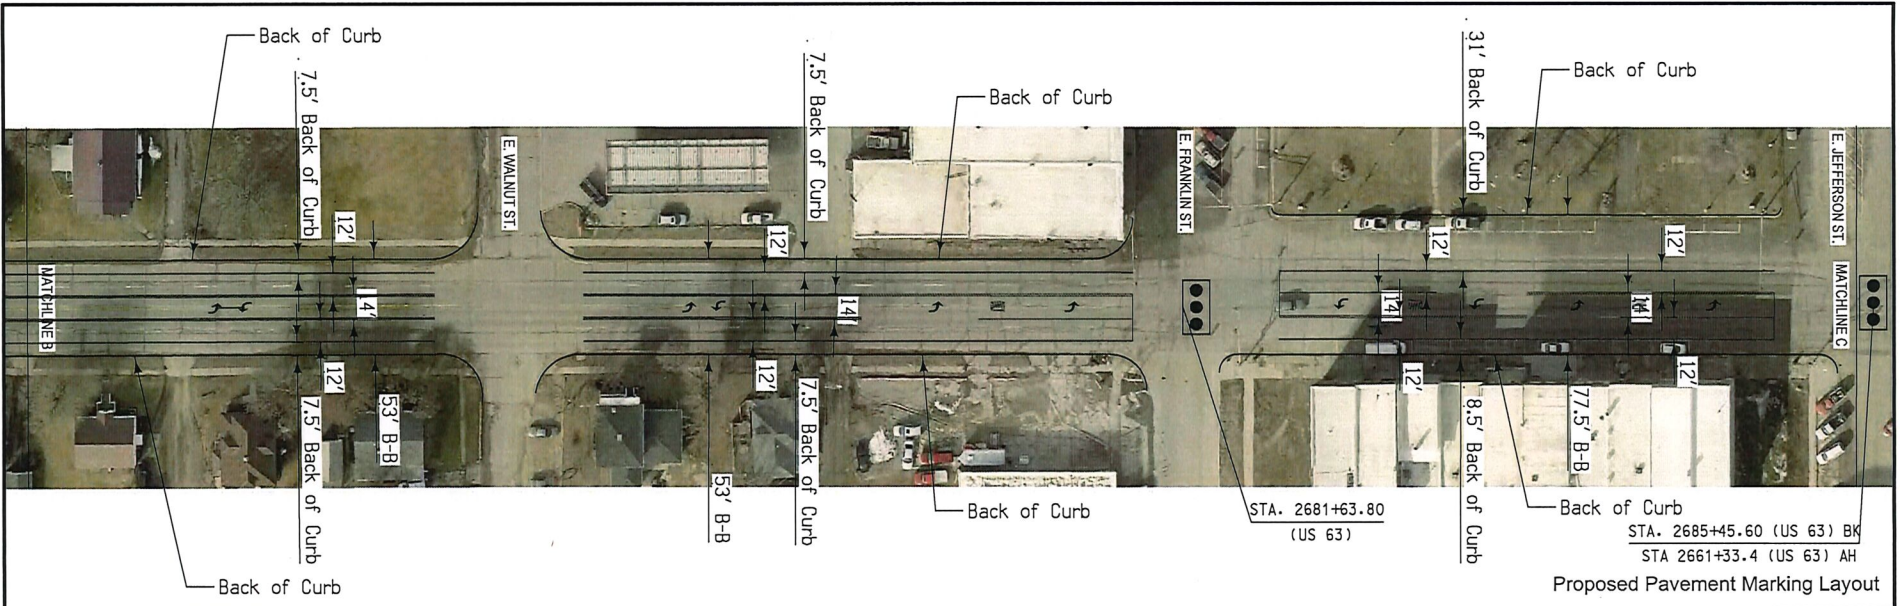 Back of Curb
7.5' Back of Curb
7.5' Back of Curb
Back of Curb
31' Back of Curb
Back of Curb
E. WALNUT ST.
E. FRANKLIN ST.
E. JEFFERSON ST.
12'
12'
12'
12'
MATCHLINE B
14'
14'
14'
14'
MATCHLINE C
12'
12'
12'
12'
53' B-B
7.5' Back of Curb
7.5' Back of Curb
53' B-B
8.5' Back of Curb
77.5' B-B
Back of Curb
Back of Curb
Back of Curb
STA. 2681+63.80
(US 63)
STA. 2685+45.60 (US 63) BK
STA 2661+33.4 (US 63) AH
Proposed Pavement Marking Layout